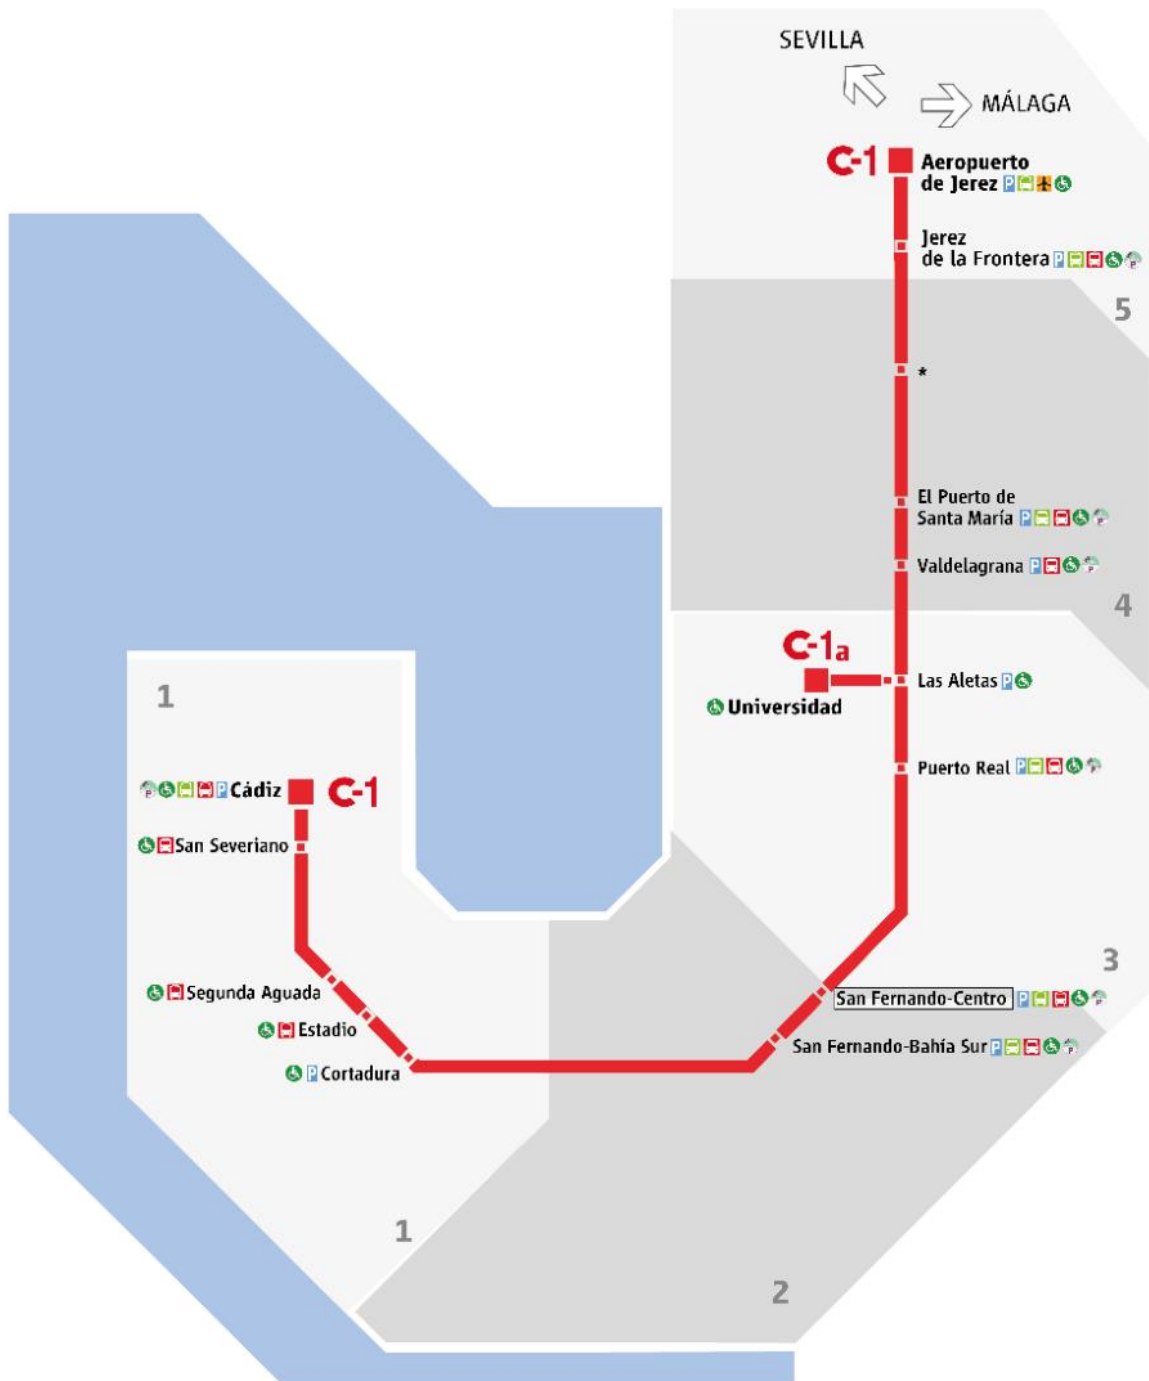 SEVILLA
MÁLAGA
C-1
Aeropuerto
de Jerez P
Jerez
de la Frontera P P
5
*
El Puerto de
Santa María P P
Valdelagrana P P
4
C-1a
Las Aletas P
Universidad
1
Puerto Real P P
P P Cádiz
C-1
San Severiano
3
Segunda Aguada
San Fernando-Centro P P
Estadio
San Fernando-Bahía Sur P P
P Cortadura
1
2